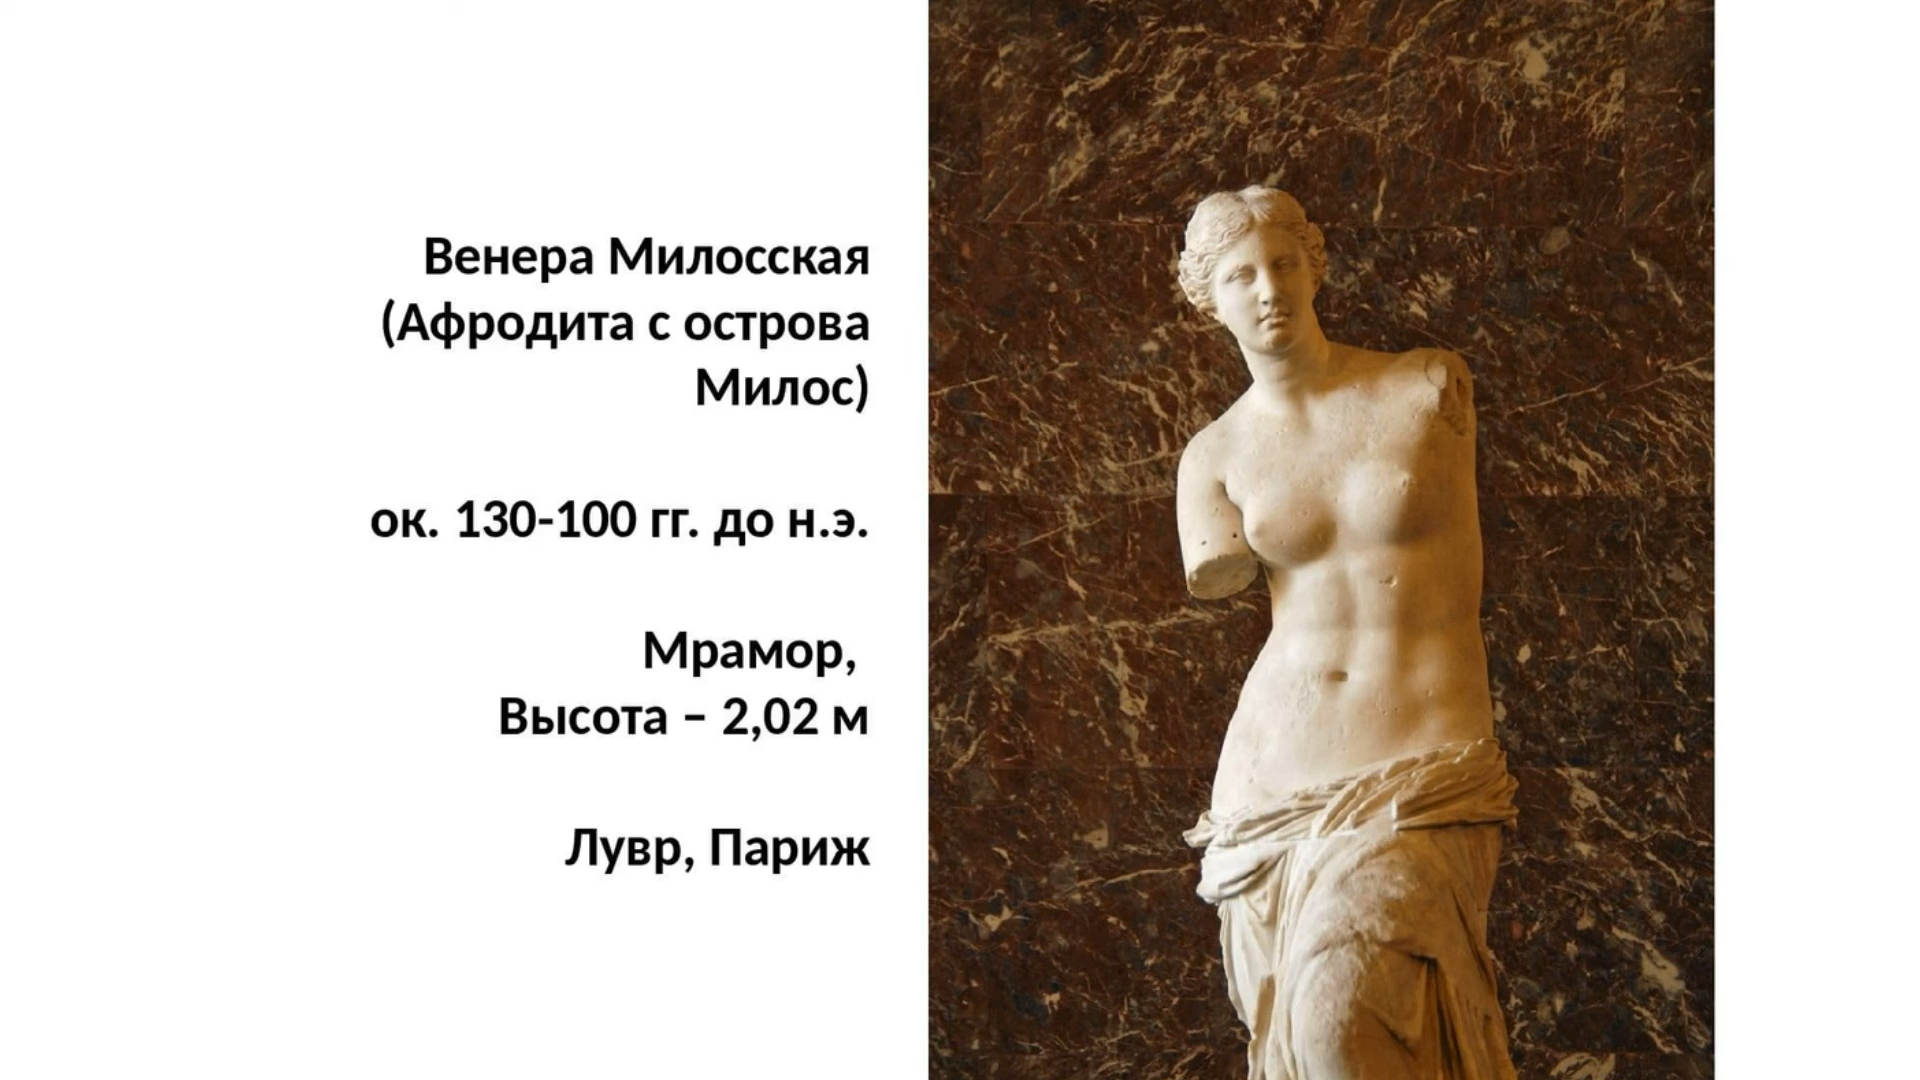 Венера Милосская
(Афродита с острова
Милос)
ок. 130-100 гг. до н.э.
Мрамор,
Высота – 2,02 м
Лувр, Париж